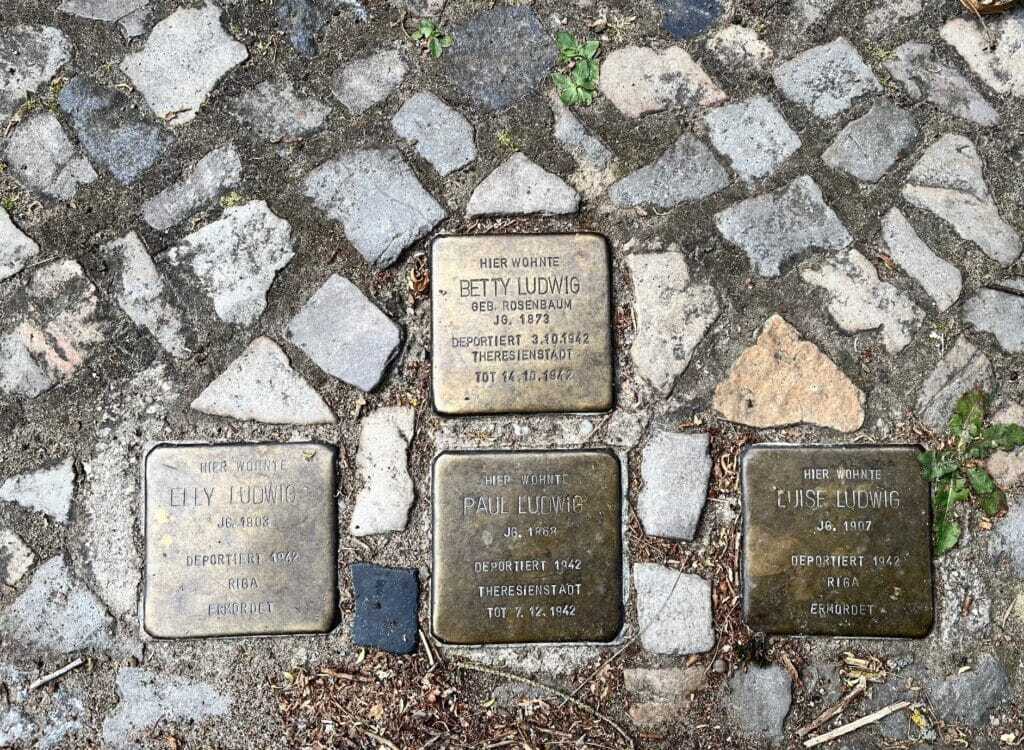 HIER WOHNTE
BETTY LUDWIG
GEB. ROSENBAUM
JG. 1873
DEPORTIERT 3.10.1942
THERESIENSTADT
TOT 14.10.1942
HIER WOHNTE
ELLY LUDWIG
JG. 1903
DEPORTIERT 1942
RIGA
ERMORDET
HIER WOHNTE
PAUL LUDWIG
JG. 1868
DEPORTIERT 1942
THERESIENSTADT
TOT 7.12.1942
HIER WOHNTE
LUISE LUDWIG
JG. 1907
DEPORTIERT 1942
RIGA
ERMORDET